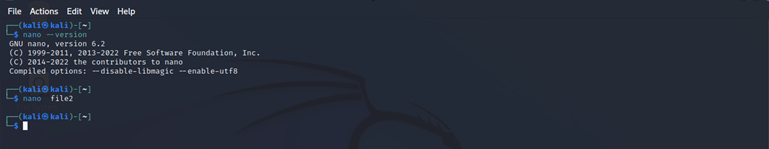 File Actions Edit View Help
┌──(kali㉿kali)-[~]
└─$ nano --version
GNU nano, version 6.2
(C) 1999-2011, 2013-2022 Free Software Foundation, Inc.
(C) 2014-2022 the contributors to nano
Compiled options: --disable-libmagic --enable-utf8
┌──(kali㉿kali)-[~]
└─$ nano  file2
┌──(kali㉿kali)-[~]
└─$